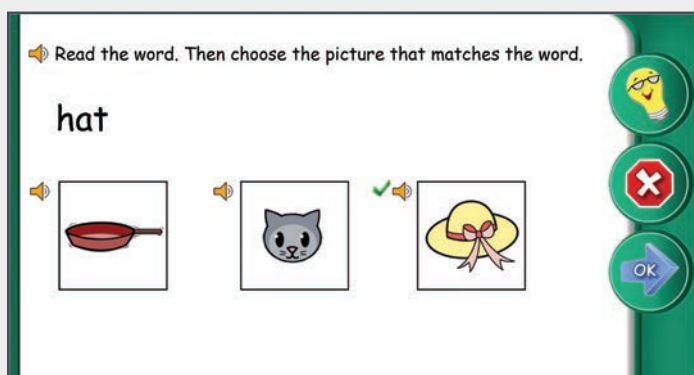 Read the word. Then choose the picture that matches the word.
hat
OK